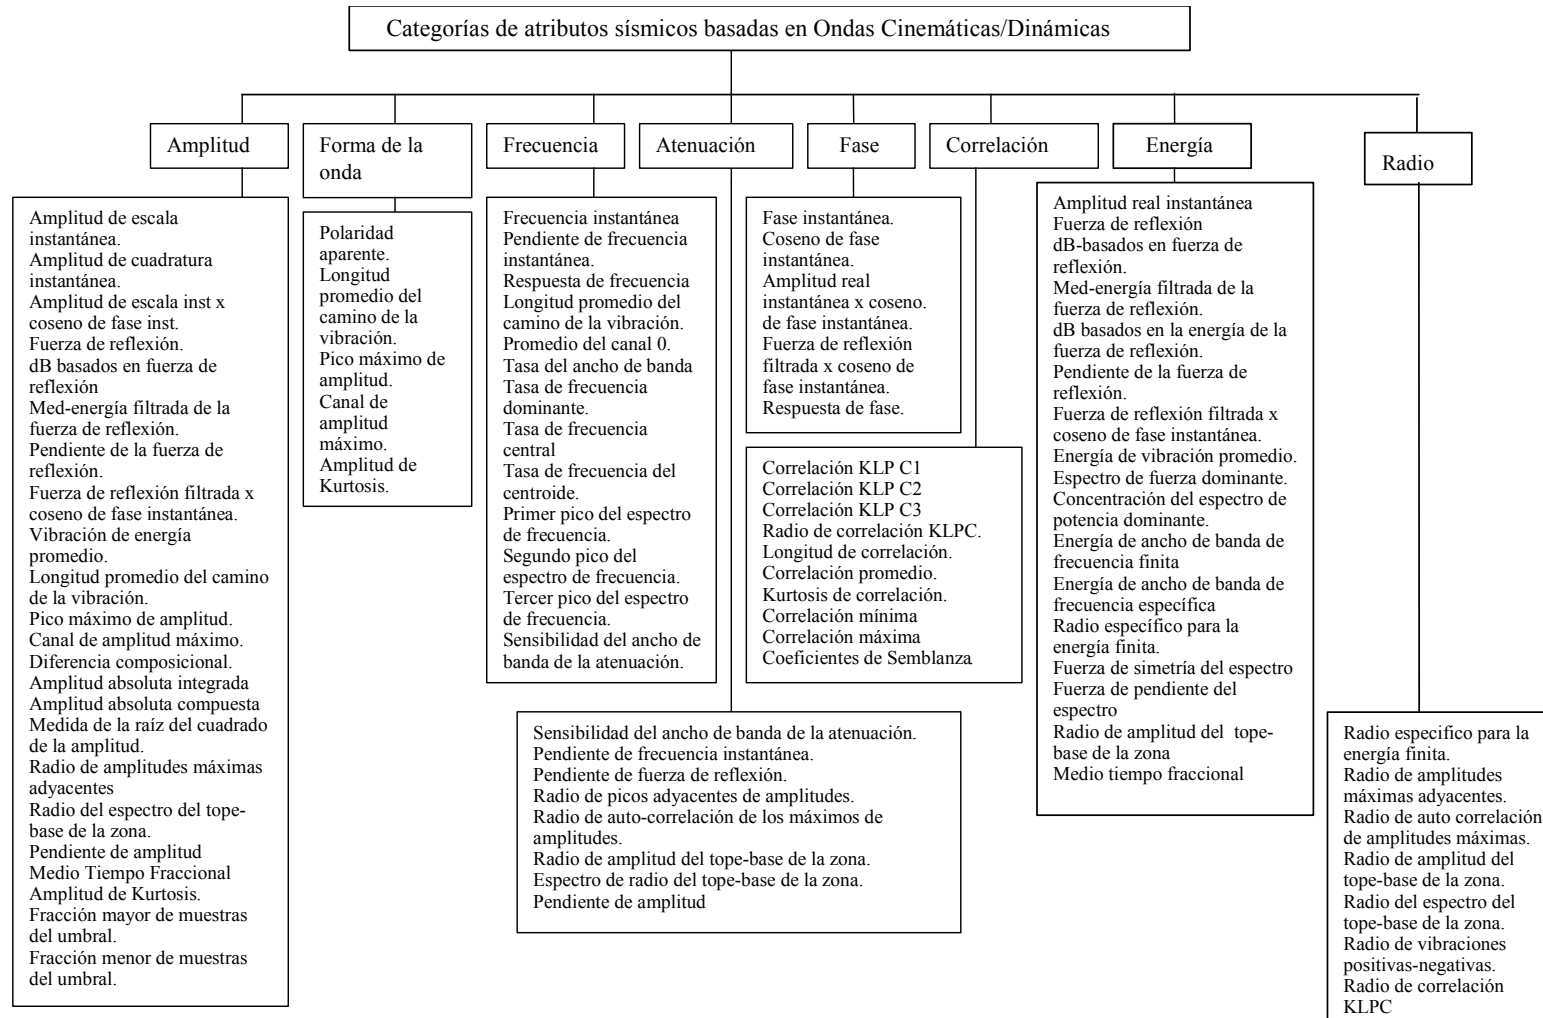 Categorías de atributos sísmicos basadas en Ondas Cinemáticas/Dinámicas
Amplitud
Forma de la
onda
Frecuencia
Atenuación
Fase
Correlación
Energía
Radio
Amplitud de escala
instantánea.
Amplitud de cuadratura
instantánea.
Amplitud de escala inst x
coseno de fase inst.
Fuerza de reflexión.
dB basados en fuerza de
reflexión
Med-energía filtrada de la
fuerza de reflexión.
Pendiente de la fuerza de
reflexión.
Fuerza de reflexión filtrada x
coseno de fase instantánea.
Vibración de energía
promedio.
Longitud promedio del camino
de la vibración.
Pico máximo de amplitud.
Canal de amplitud máximo.
Diferencia composicional.
Amplitud absoluta integrada
Amplitud absoluta compuesta
Medida de la raíz del cuadrado
de la amplitud.
Radio de amplitudes máximas
adyacentes
Radio del espectro del tope-
base de la zona.
Pendiente de amplitud
Medio Tiempo Fraccional
Amplitud de Kurtosis.
Fracción mayor de muestras
del umbral.
Fracción menor de muestras
del umbral.
Polaridad
aparente.
Longitud
promedio del
camino de la
vibración.
Pico máximo de
amplitud.
Canal de
amplitud
máximo.
Amplitud de
Kurtosis.
Frecuencia instantánea
Pendiente de frecuencia
instantánea.
Respuesta de frecuencia
Longitud promedio del
camino de la vibración.
Promedio del canal 0.
Tasa del ancho de banda
Tasa de frecuencia
dominante.
Tasa de frecuencia
central
Tasa de frecuencia del
centroide.
Primer pico del espectro
de frecuencia.
Segundo pico del
espectro de frecuencia.
Tercer pico del espectro
de frecuencia.
Sensibilidad del ancho de
banda de la atenuación.
Sensibilidad del ancho de banda de la atenuación.
Pendiente de frecuencia instantánea.
Pendiente de fuerza de reflexión.
Radio de picos adyacentes de amplitudes.
Radio de auto-correlación de los máximos de
amplitudes.
Radio de amplitud del tope-base de la zona.
Espectro de radio del tope-base de la zona.
Pendiente de amplitud
Fase instantánea.
Coseno de fase
instantánea.
Amplitud real
instantánea x coseno.
de fase instantánea.
Fuerza de reflexión
filtrada x coseno de
fase instantánea.
Respuesta de fase.
Correlación KLP C1
Correlación KLP C2
Correlación KLP C3
Radio de correlación KLPC.
Longitud de correlación.
Correlación promedio.
Kurtosis de correlación.
Correlación mínima
Correlación máxima
Coeficientes de Semblanza.
Amplitud real instantánea
Fuerza de reflexión
dB-basados en fuerza de
reflexión.
Med-energía filtrada de la
fuerza de reflexión.
dB basados en la energía de la
fuerza de reflexión.
Pendiente de la fuerza de
reflexión.
Fuerza de reflexión filtrada x
coseno de fase instantánea.
Energía de vibración promedio.
Espectro de fuerza dominante.
Concentración del espectro de
potencia dominante.
Energía de ancho de banda de
frecuencia finita
Energía de ancho de banda de
frecuencia específica
Radio específico para la
energía finita.
Fuerza de simetría del espectro
Fuerza de pendiente del
espectro
Radio de amplitud del tope-
base de la zona
Medio tiempo fraccional
Radio especifico para la
energía finita.
Radio de amplitudes
máximas adyacentes.
Radio de auto correlación
de amplitudes máximas.
Radio de amplitud del
tope-base de la zona.
Radio del espectro del
tope-base de la zona.
Radio de vibraciones
positivas-negativas.
Radio de correlación
KLPC